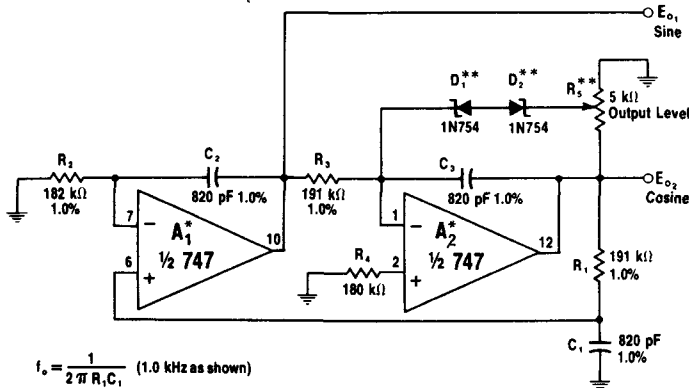 E₀₁
Sine
D₁**
D₂**
R₅**
5 kΩ
Output Level
1N754
1N754
R₂
182 kΩ
1.0%
C₂
820 pF 1.0%
R₃
191 kΩ
1.0%
C₃
820 pF 1.0%
E₀₂
Cosine
7
−
A₁*
½ 747
6
+
10
1
−
A₂*
½ 747
2
+
12
R₄
180 kΩ
R₁
191 kΩ
1.0%
C₁
820 pF
1.0%
f₀ = 1 / 2 π R₁C₁ (1.0 kHz as shown)